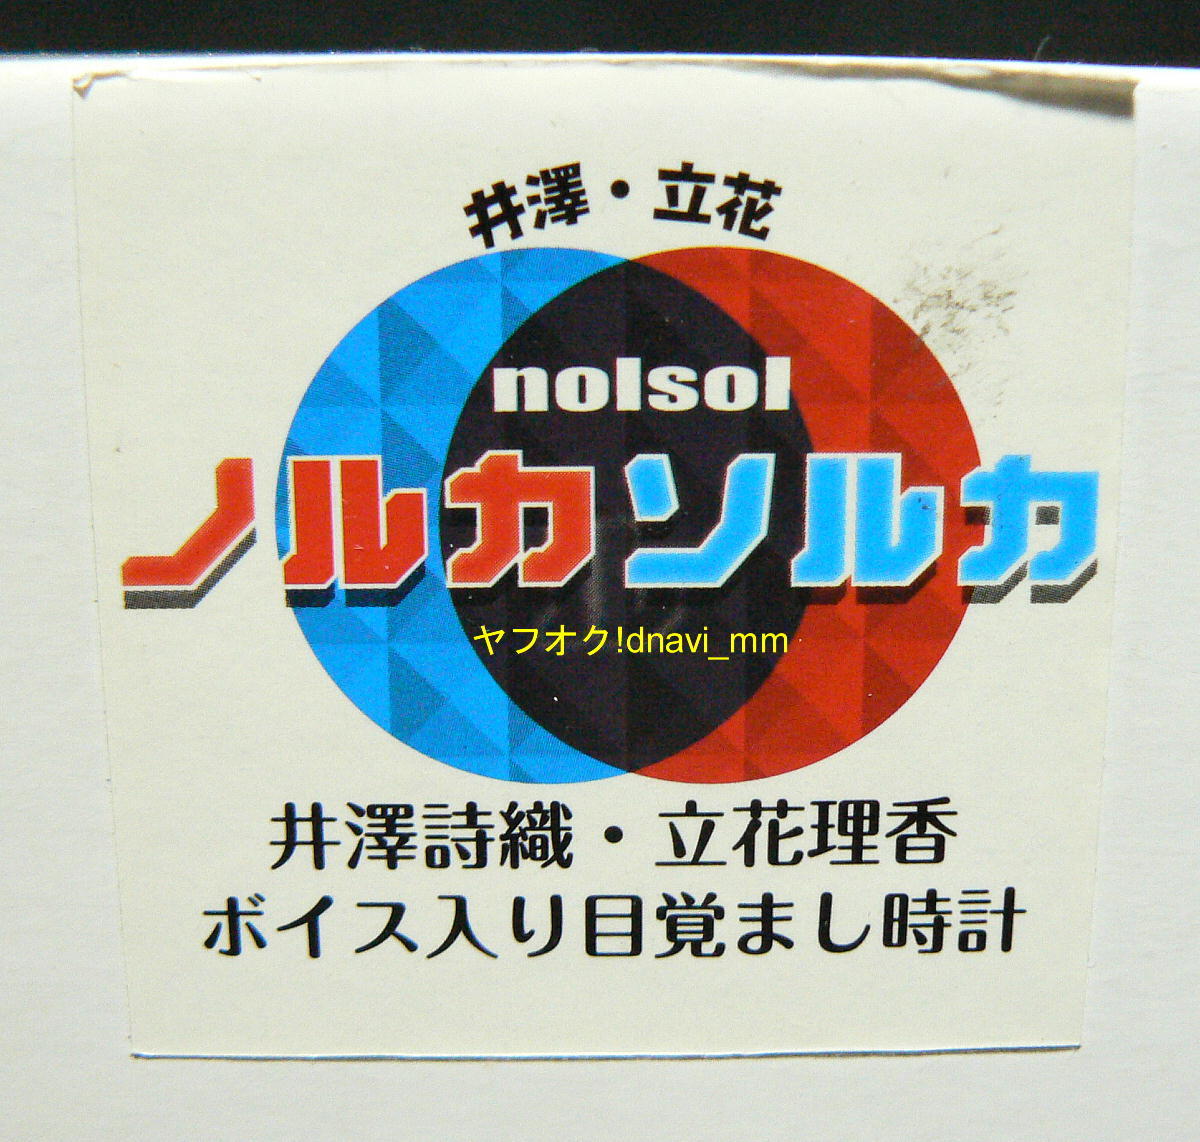 井澤・立花
nolsol
ノルカソルカ
ヤフオク!dnavi_mm
井澤詩織・立花理香
ボイス入り目覚まし時計